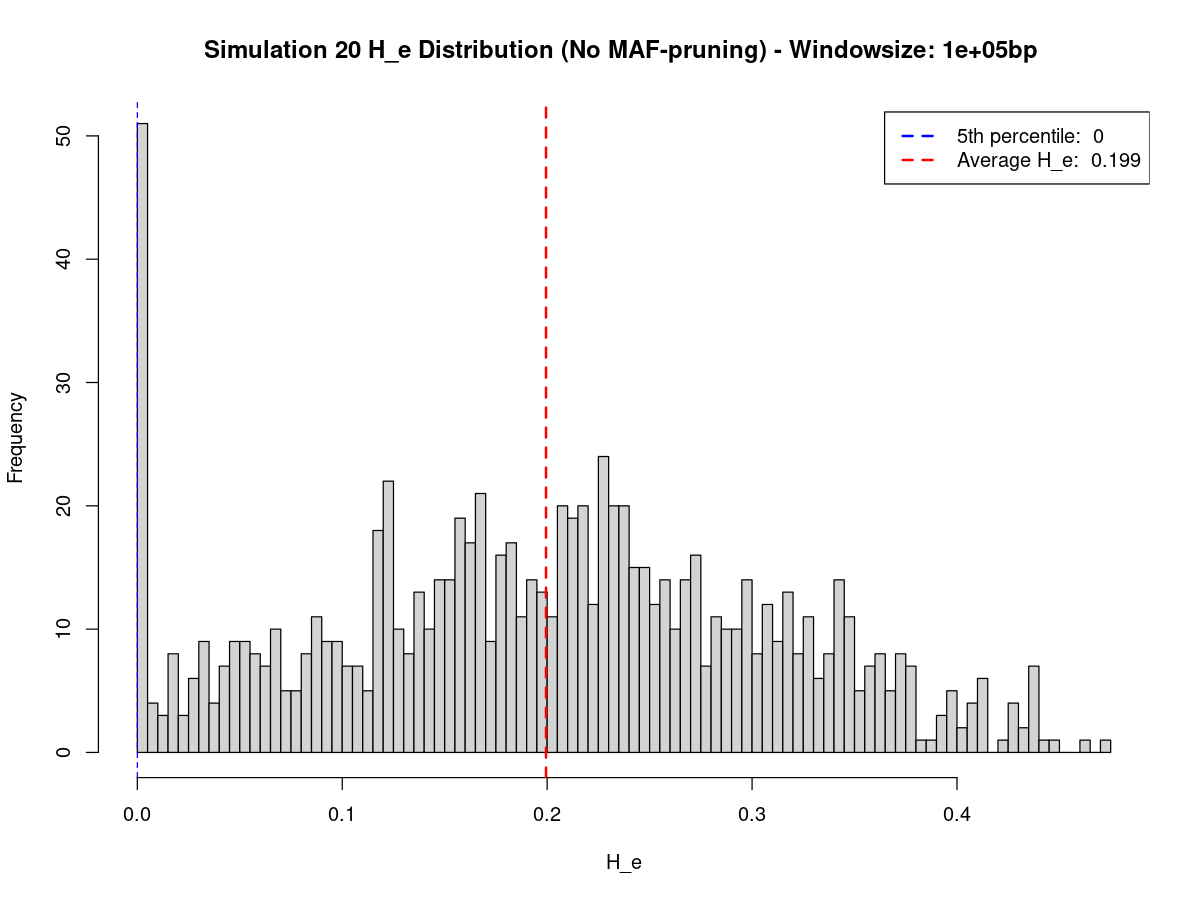 Simulation 20 H_e Distribution (No MAF-pruning) - Windowsize: 1e+05bp
5th percentile: 0
Average H_e: 0.199
50
40
30
20
10
0
Frequency
0.0 0.1 0.2 0.3 0.4
H_e